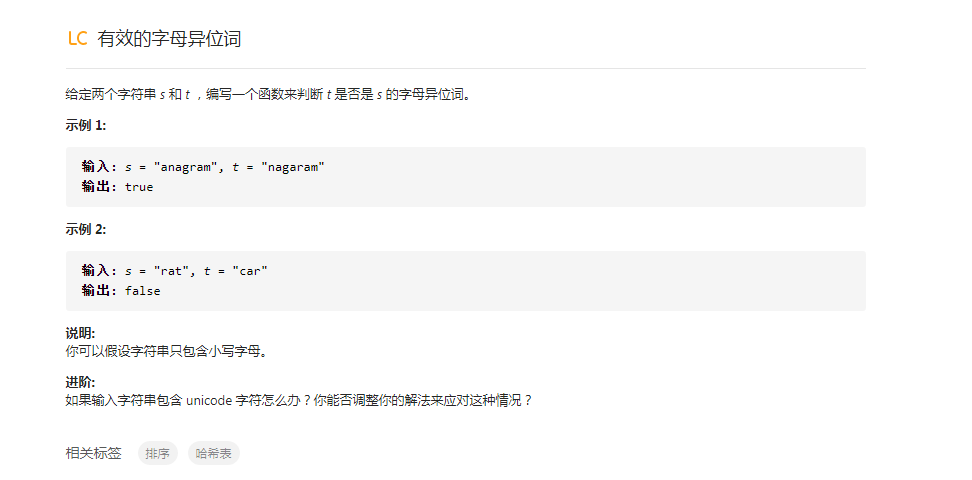 LC 有效的字母异位词
给定两个字符串 s 和 t ，编写一个函数来判断 t 是否是 s 的字母异位词。
示例 1:
输入: s = "anagram", t = "nagaram"
输出: true
示例 2:
输入: s = "rat", t = "car"
输出: false
说明:
你可以假设字符串只包含小写字母。
进阶:
如果输入字符串包含 unicode 字符怎么办？你能否调整你的解法来应对这种情况？
相关标签 排序 哈希表